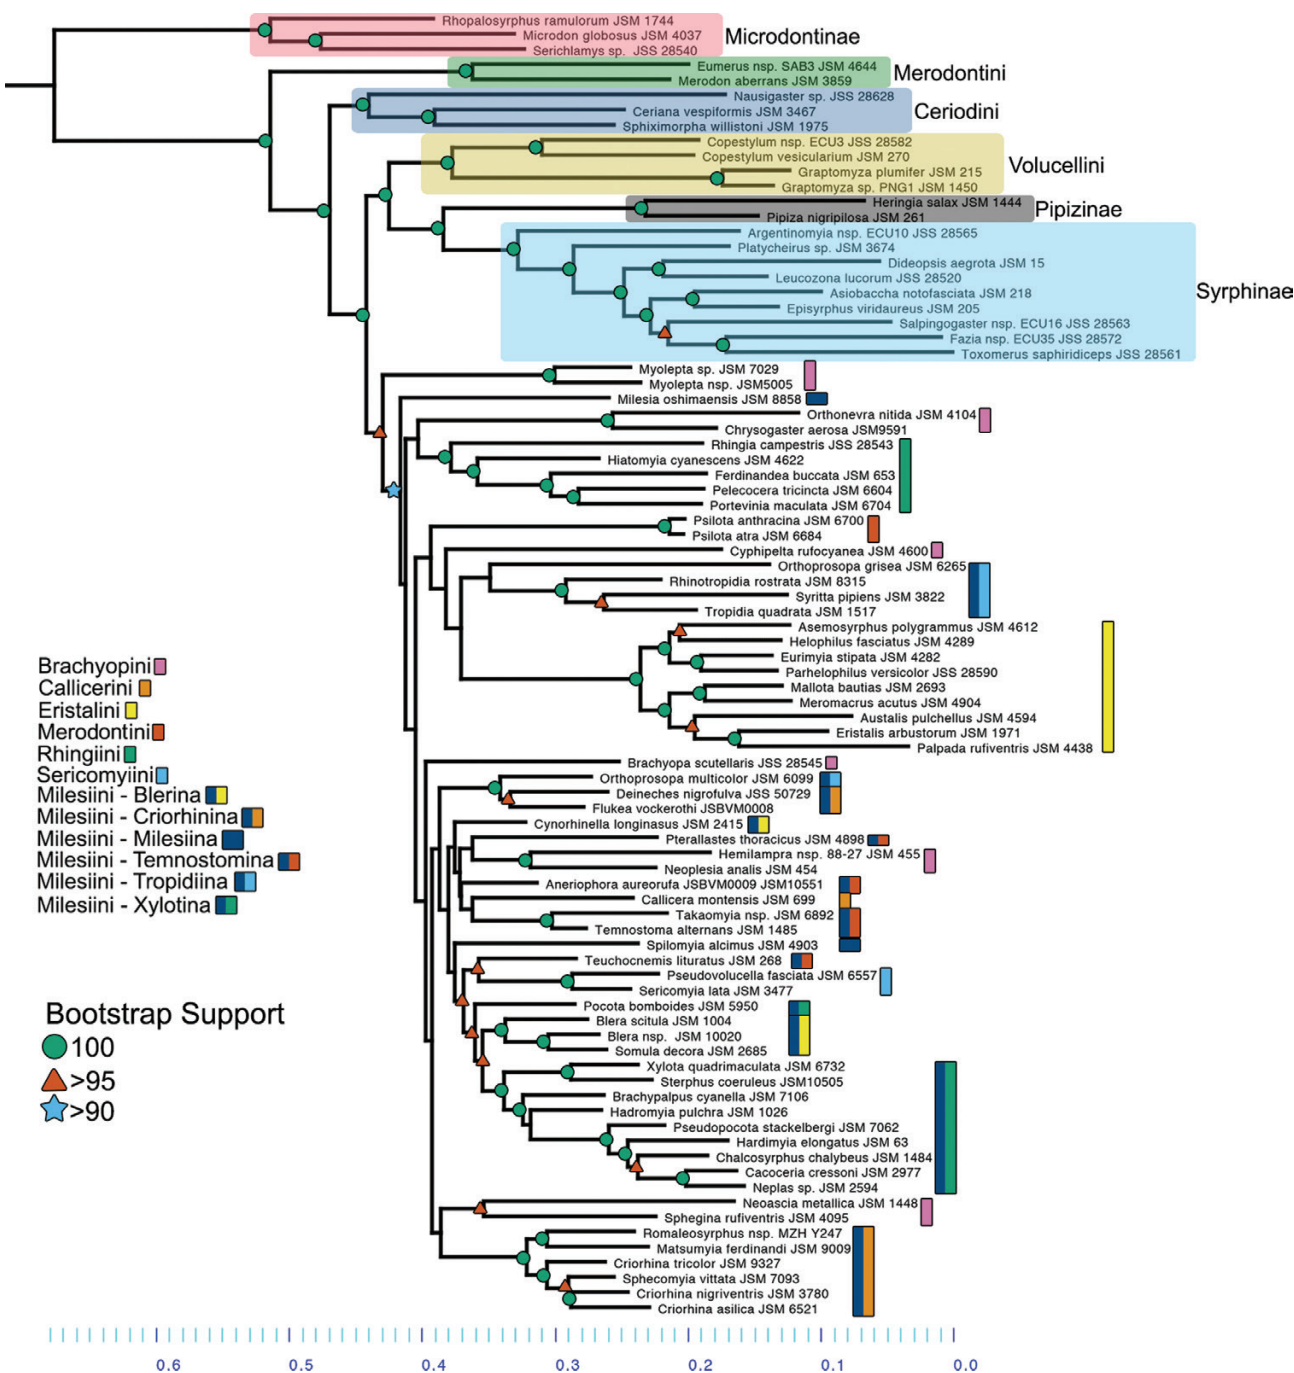 Rhopalosyrphus ramulorum JSM 1744
Microdon globosus JSM 4037
Serichlamys sp. JSS 28540
Microdontinae
Eumerus nsp. SAB3 JSM 4644
Merodon aberrans JSM 3859
Merodontini
Nausigaster sp. JSS 28628
Ceriana vespiformis JSM 3467
Sphiximorpha willistoni JSM 1975
Ceriodini
Copestylum nsp. ECU3 JSS 28582
Copestylum vesicularium JSM 270
Graptomyza plumifer JSM 215
Graptomyza sp. PNG1 JSM 1450
Volucellini
Heringia salax JSM 1444
Pipiza nigripilosa JSM 261
Pipizinae
Argentinomyia nsp. ECU10 JSS 28565
Platycheirus sp. JSM 3674
Dideopsis aegrota JSM 15
Leucozona lucorum JSS 28520
Asiobaccha notofasciata JSM 218
Episyrphus viridaureus JSM 205
Salpingogaster nsp. ECU16 JSS 28563
Fazia nsp. ECU35 JSS 28572
Toxomerus saphiridiceps JSS 28561
Syrphinae
Myolepta sp. JSM 7029
Myolepta nsp. JSM5005
Milesia oshimaensis JSM 8858
Orthonevra nitida JSM 4104
Chrysogaster aerosa JSM9591
Rhingia campestris JSS 28543
Hiatomyia cyanescens JSM 4622
Ferdinandea buccata JSM 653
Pelecocera tricincta JSM 6604
Portevinia maculata JSM 6704
Psilota anthracina JSM 6700
Psilota atra JSM 6684
Cyphipelta rufocyanea JSM 4600
Orthoprosopa grisea JSM 6265
Rhinotropidia rostrata JSM 8315
Syritta pipiens JSM 3822
Tropidia quadrata JSM 1517
Asemosyrphus polygrammus JSM 4612
Helophilus fasciatus JSM 4289
Eurimyia stipata JSM 4282
Parhelophilus versicolor JSS 28590
Mallota bautias JSM 2693
Meromacrus acutus JSM 4904
Austalis pulchellus JSM 4594
Eristalis arbustorum JSM 1971
Palpada rufiventris JSM 4438
Brachyopa scutellaris JSS 28545
Orthoprosopa multicolor JSM 6099
Deineches nigrofulva JSS 50729
Flukea vockerothi JSBVM0008
Cynorhinella longinasus JSM 2415
Pterallastes thoracicus JSM 4898
Hemilampra nsp. 88-27 JSM 455
Neoplesia analis JSM 454
Aneriophora aureorufa JSBVM0009 JSM10551
Callicera montensis JSM 699
Takaomyia nsp. JSM 6892
Temnostoma alternans JSM 1485
Spilomyia alcimus JSM 4903
Teuchocnemis lituratus JSM 268
Pseudovolucella fasciata JSM 6557
Sericomyia lata JSM 3477
Pocota bomboides JSM 5950
Blera scitula JSM 1004
Blera nsp. JSM 10020
Somula decora JSM 2685
Xylota quadrimaculata JSM 6732
Sterphus coeruleus JSM10505
Brachypalpus cyanella JSM 7106
Hadromyia pulchra JSM 1026
Pseudopocota stackelbergi JSM 7062
Hardimyia elongatus JSM 63
Chalcosyrphus chalybeus JSM 1484
Cacoceria cressoni JSM 2977
Neplas sp. JSM 2594
Neoascia metallica JSM 1448
Sphegina rufiventris JSM 4095
Romaleosyrphus nsp. MZH Y247
Matsumyia ferdinandi JSM 9009
Criorhina tricolor JSM 9327
Sphecomyia vittata JSM 7093
Criorhina nigriventris JSM 3780
Criorhina asilica JSM 6521
Brachyopini
Callicerini
Eristalini
Merodontini
Rhingiini
Sericomyiini
Milesiini - Blerina
Milesiini - Criorhinina
Milesiini - Milesiina
Milesiini - Temnostomina
Milesiini - Tropidiina
Milesiini - Xylotina
Bootstrap Support
100
>95
>90
0.6 0.5 0.4 0.3 0.2 0.1 0.0